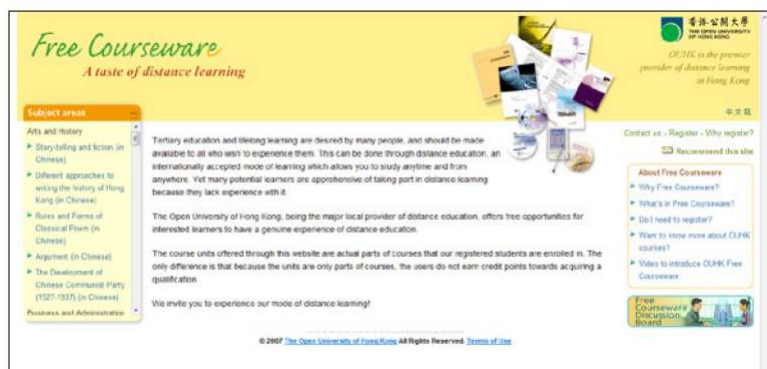 Free Courseware
A taste of distance learning
香港公開大學
THE OPEN UNIVERSITY
OF HONG KONG
OUHK is the premier
provider of distance learning
in Hong Kong
中文版
Subject areas
Arts and History
Story-telling and fiction (in
Chinese)
Different approaches to
writing the history of Hong
Kong (in Chinese)
Rules and Forms of
Classical Poem (in
Chinese)
Argument (in Chinese)
The Development of
Chinese Communist Party
(1927-1937) (in Chinese)
Business and Administration
Tertiary education and lifelong learning are desired by many people, and should be made
available to all who wish to experience them. This can be done through distance education, an
internationally accepted mode of learning which allows you to study anytime and from
anywhere. Yet many potential learners are apprehensive of taking part in distance learning
because they lack experience with it.
The Open University of Hong Kong, being the major local provider of distance education, offers free opportunities for
interested learners to have a genuine experience of distance education.
The course units offered through this website are actual parts of courses that our registered students are enrolled in. The
only difference is that because the units are only parts of courses, the users do not earn credit points towards acquiring a
qualification.
We invite you to experience our mode of distance learning!
Contact us - Register - Why register?
Recommend this site
About Free Courseware
Why Free Courseware?
What's in Free Courseware?
Do I need to register?
Want to know more about OUHK
courses?
Video to introduce OUHK Free
Courseware
Free
Courseware
Discussion
Board
© 2007 The Open University of Hong Kong All Rights Reserved. Terms of Use